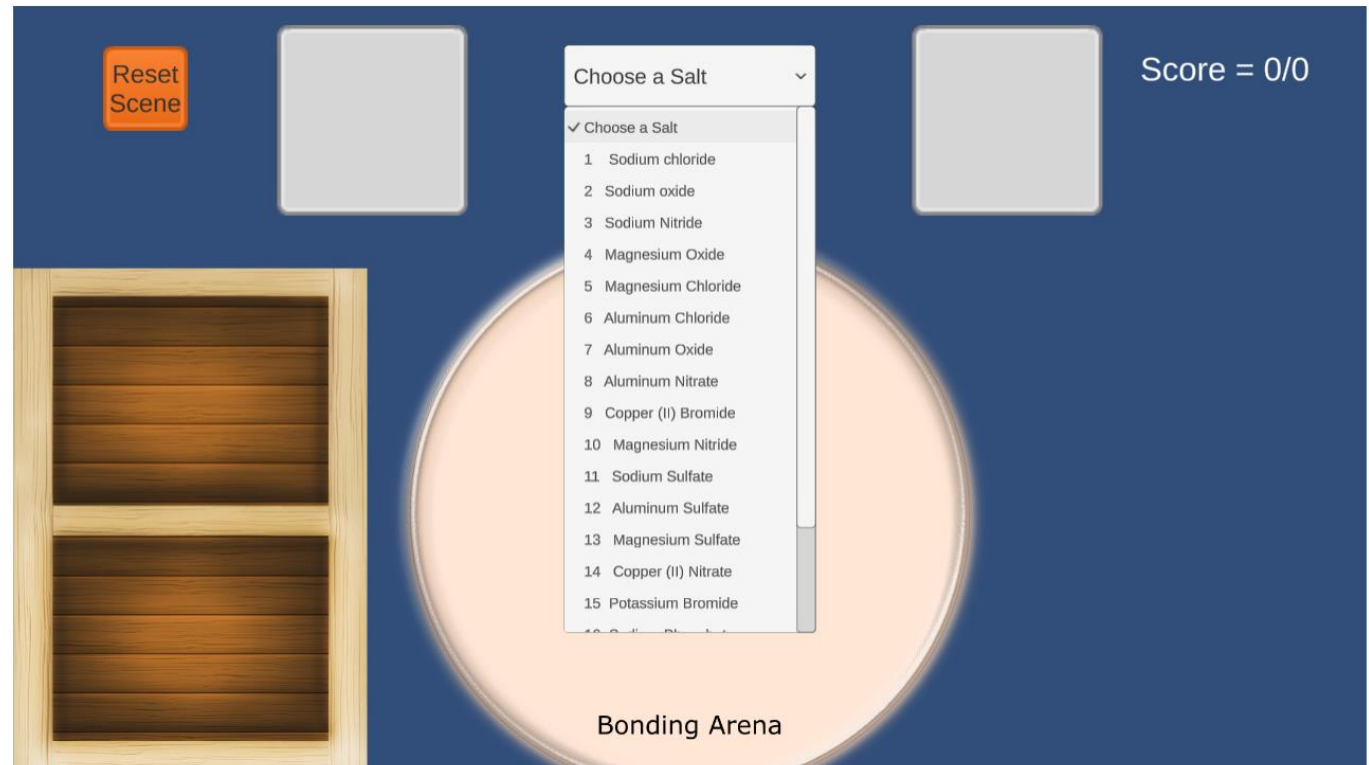 Reset
Scene
Choose a Salt
Score = 0/0
✓ Choose a Salt
1 Sodium chloride
2 Sodium oxide
3 Sodium Nitride
4 Magnesium Oxide
5 Magnesium Chloride
6 Aluminum Chloride
7 Aluminum Oxide
8 Aluminum Nitrate
9 Copper (II) Bromide
10 Magnesium Nitride
11 Sodium Sulfate
12 Aluminum Sulfate
13 Magnesium Sulfate
14 Copper (II) Nitrate
15 Potassium Bromide
Bonding Arena